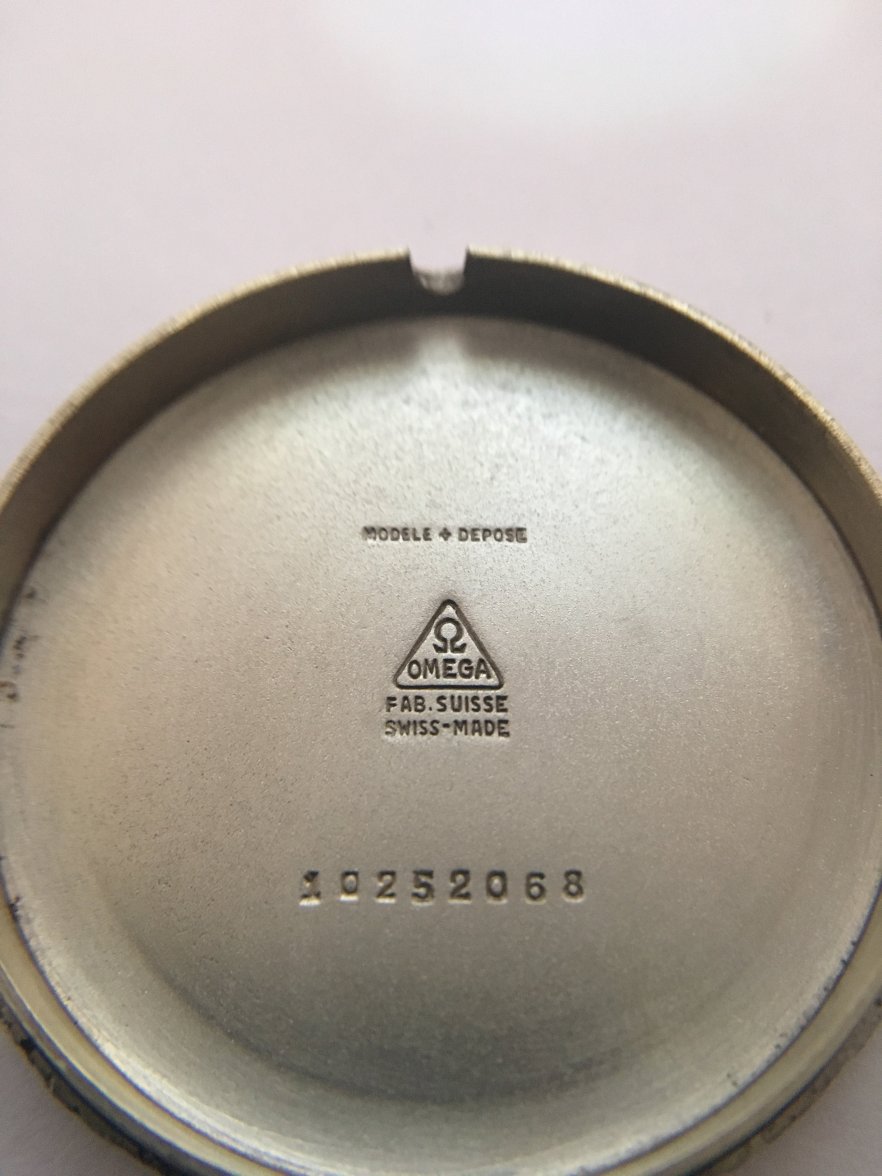 MODELE + DEPOSE
Ω
OMEGA
FAB. SUISSE
SWISS-MADE
10252068